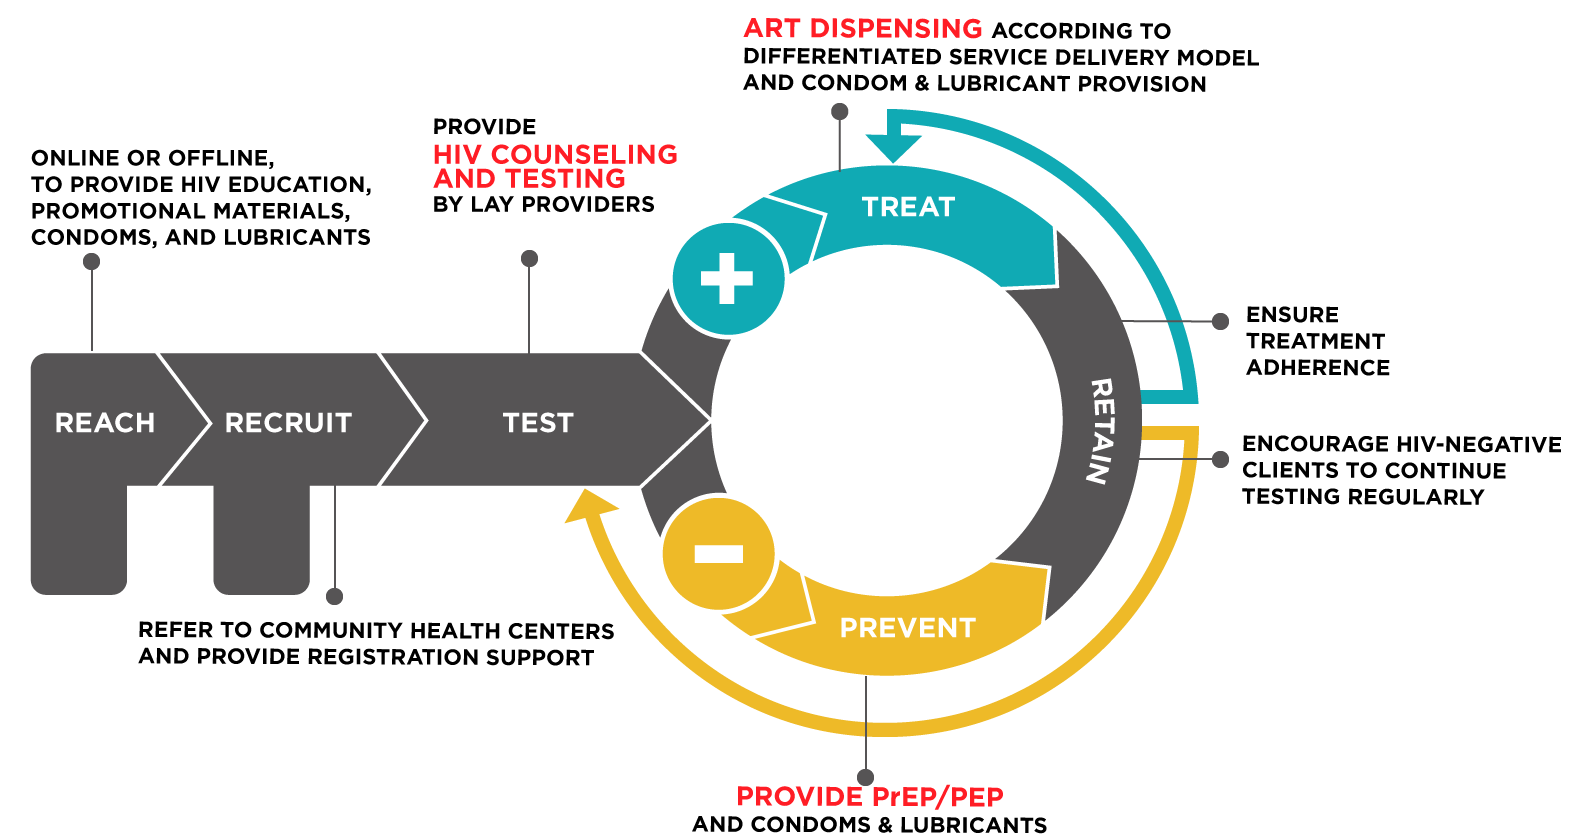 ART DISPENSING ACCORDING TO
DIFFERENTIATED SERVICE DELIVERY MODEL
AND CONDOM & LUBRICANT PROVISION
ONLINE OR OFFLINE,
TO PROVIDE HIV EDUCATION,
PROMOTIONAL MATERIALS,
CONDOMS, AND LUBRICANTS
PROVIDE
HIV COUNSELING
AND TESTING
BY LAY PROVIDERS
TREAT
ENSURE
TREATMENT
ADHERENCE
REACH
RECRUIT
TEST
RETAIN
ENCOURAGE HIV-NEGATIVE
CLIENTS TO CONTINUE
TESTING REGULARLY
REFER TO COMMUNITY HEALTH CENTERS
AND PROVIDE REGISTRATION SUPPORT
PREVENT
PROVIDE PrEP/PEP
AND CONDOMS & LUBRICANTS